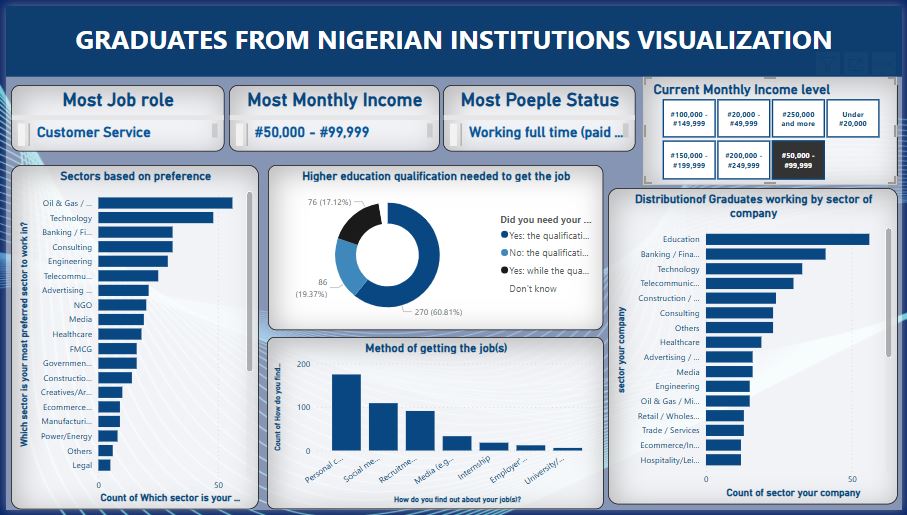 GRADUATES FROM NIGERIAN INSTITUTIONS VISUALIZATION
Most Job role
Customer Service
Most Monthly Income
#50,000 - #99,999
Most Poeple Status
Working full time (paid ...
Current Monthly Income level
#100,000 -
#149,999
#20,000 -
#49,999
#250,000
and more
Under
#20,000
#150,000 -
#199,999
#200,000 -
#249,999
#50,000 -
#99,999
Sectors based on preference
Which sector is your most preferred sector to work in?
Oil & Gas / ...
Technology
Banking / Fi...
Consulting
Engineering
Telecommu...
Advertising ...
NGO
Media
Healthcare
FMCG
Governmen...
Constructio...
Creatives/Ar...
Ecommerce...
Manufacturi...
Power/Energy
Others
Legal
0
50
Count of Which sector is your ...
Higher education qualification needed to get the job
76 (17.12%)
86
(19.37%)
270 (60.81%)
Did you need your ...
Yes: the qualificati...
No: the qualificati...
Yes: while the qua...
Don't know
Method of getting the job(s)
Count of How do you find...
200
100
0
Personal c...
Social me...
Recruitme...
Media (e.g...
Internship
Employer'...
University/...
How do you find out about your job(s)?
Distributionof Graduates working by sector of
company
sector your company
Education
Banking / Fina...
Technology
Telecommunic...
Construction / ...
Consulting
Others
Healthcare
Advertising / ...
Media
Engineering
Oil & Gas / Mi...
Retail / Wholes...
Trade / Services
Ecommerce/In...
Hospitality/Lei...
0
50
Count of sector your company